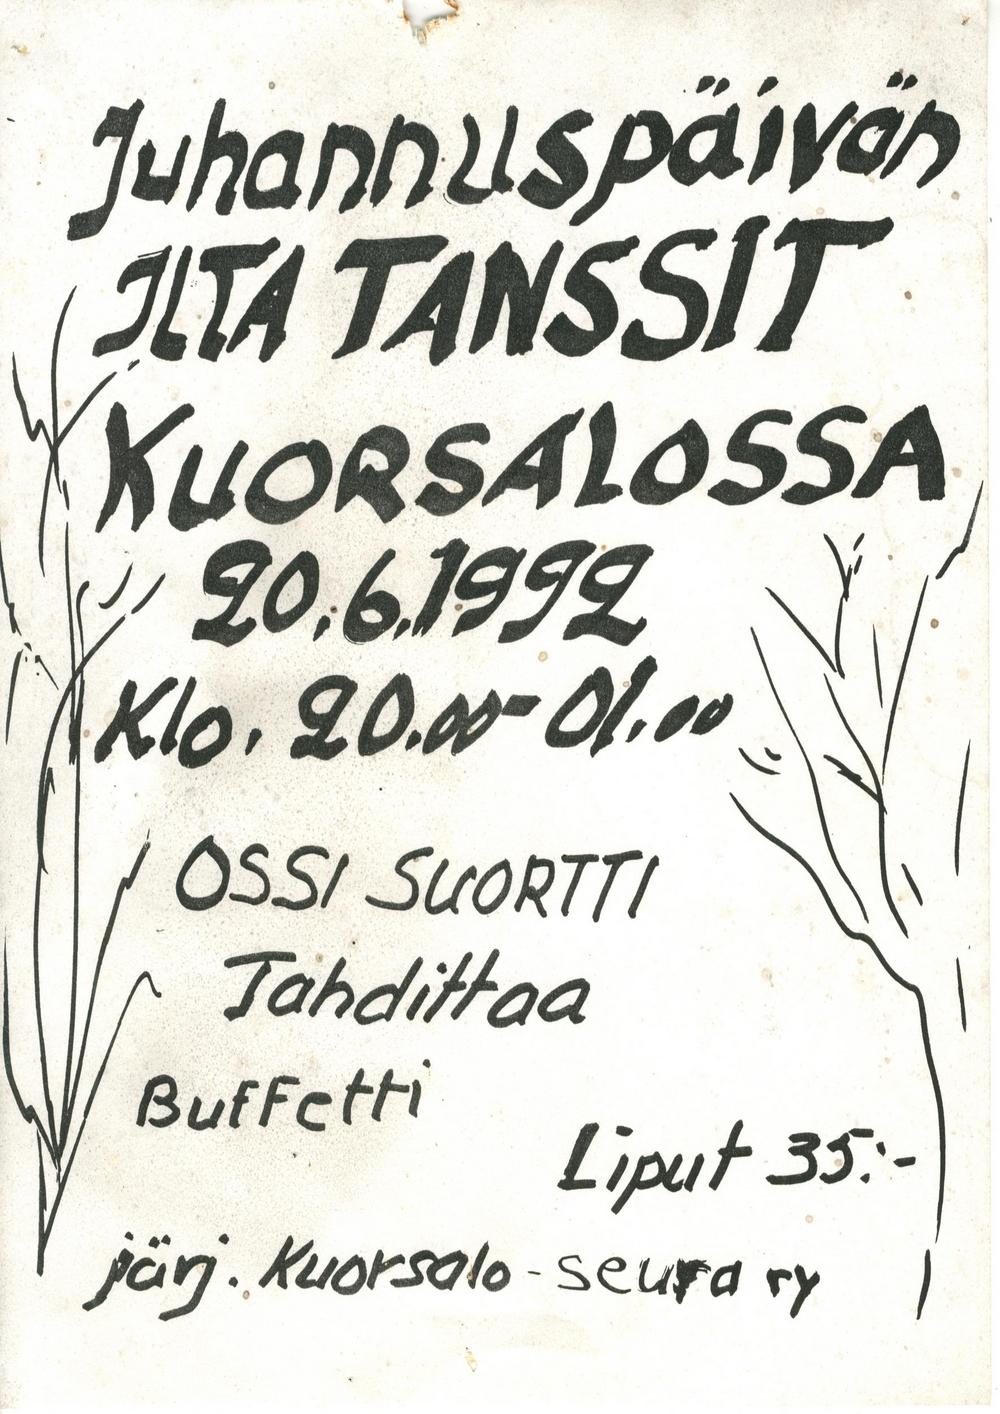 Juhannuspäivän
ILTA TANSSIT
KUORSALOSSA
20.6.1992
Klo. 20.00-01.00
OSSI SUORTTI
Tahdittaa
Buffetti
Liput 35:-
järj. Kuorsalo-seura ry